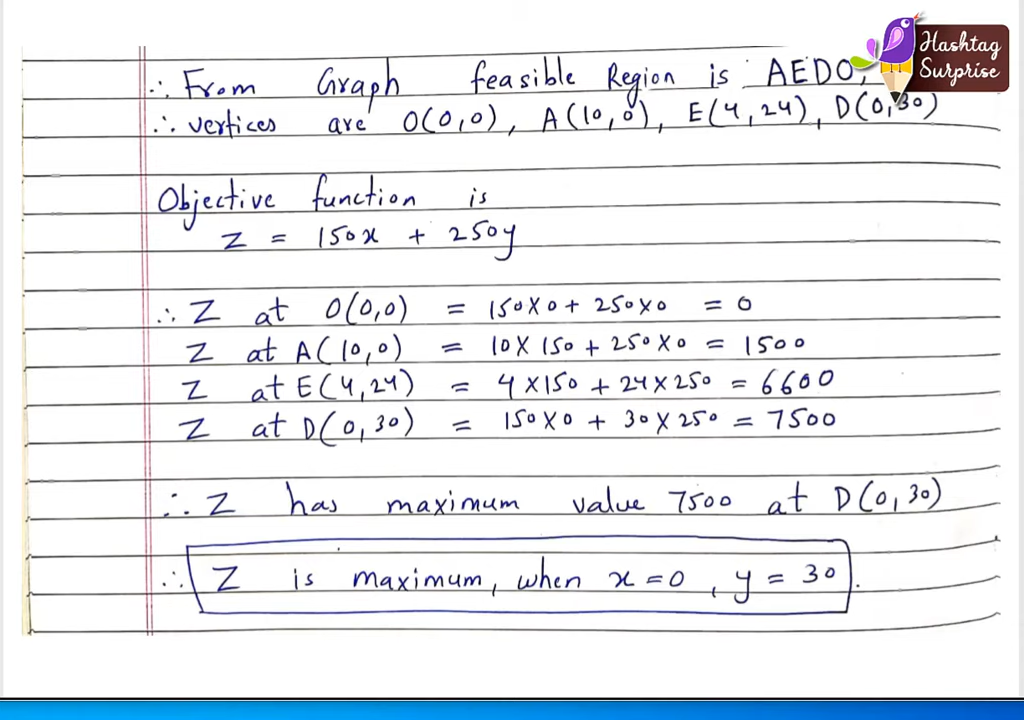 Hashtag
Surprise
∴ From Graph feasible Region is AEDO,
∴ vertices are O(0,0), A(10,0), E(4,24), D(0,30)
Objective function is
Z = 150x + 250y
∴ Z at O(0,0) = 150×0 + 250×0 = 0
Z at A(10,0) = 10×150 + 250×0 = 1500
Z at E(4,24) = 4×150 + 24×250 = 6600
Z at D(0,30) = 150×0 + 30×250 = 7500
∴ Z has maximum value 7500 at D(0,30)
∴ Z is maximum, when x=0, y = 30.